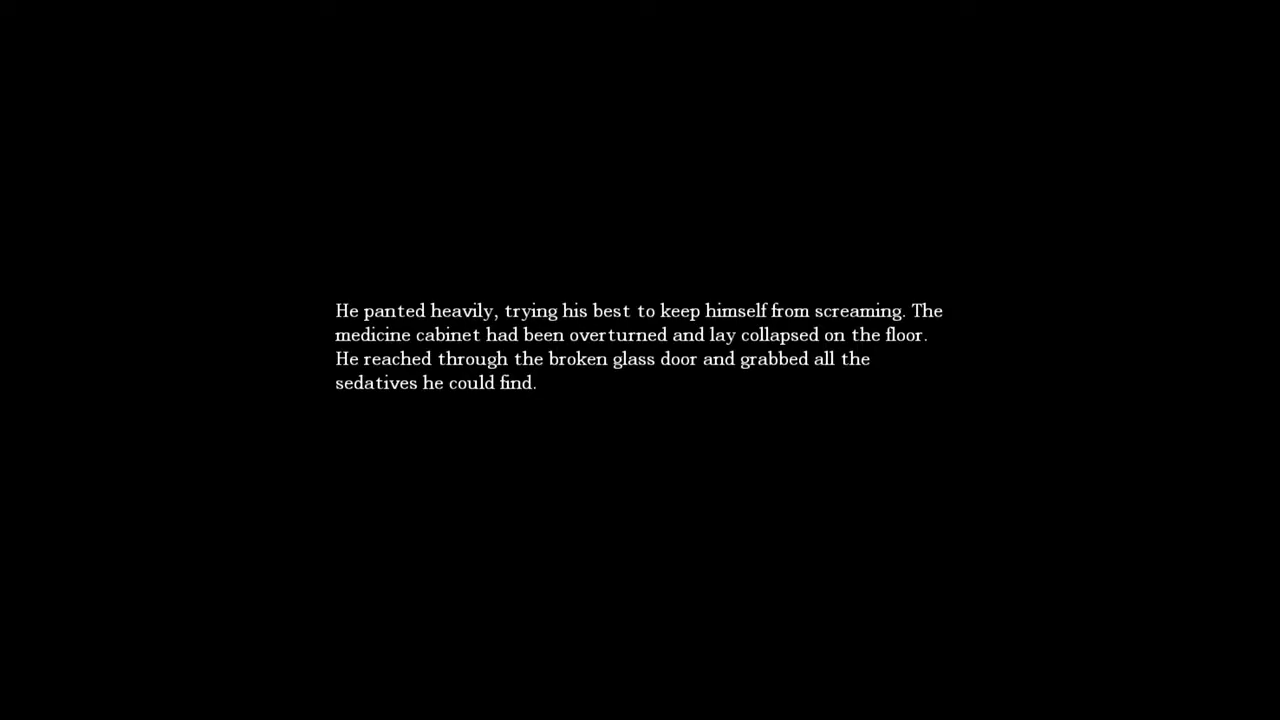 He panted heavily, trying his best to keep himself from screaming. The
medicine cabinet had been overturned and lay collapsed on the floor.
He reached through the broken glass door and grabbed all the
sedatives he could find.